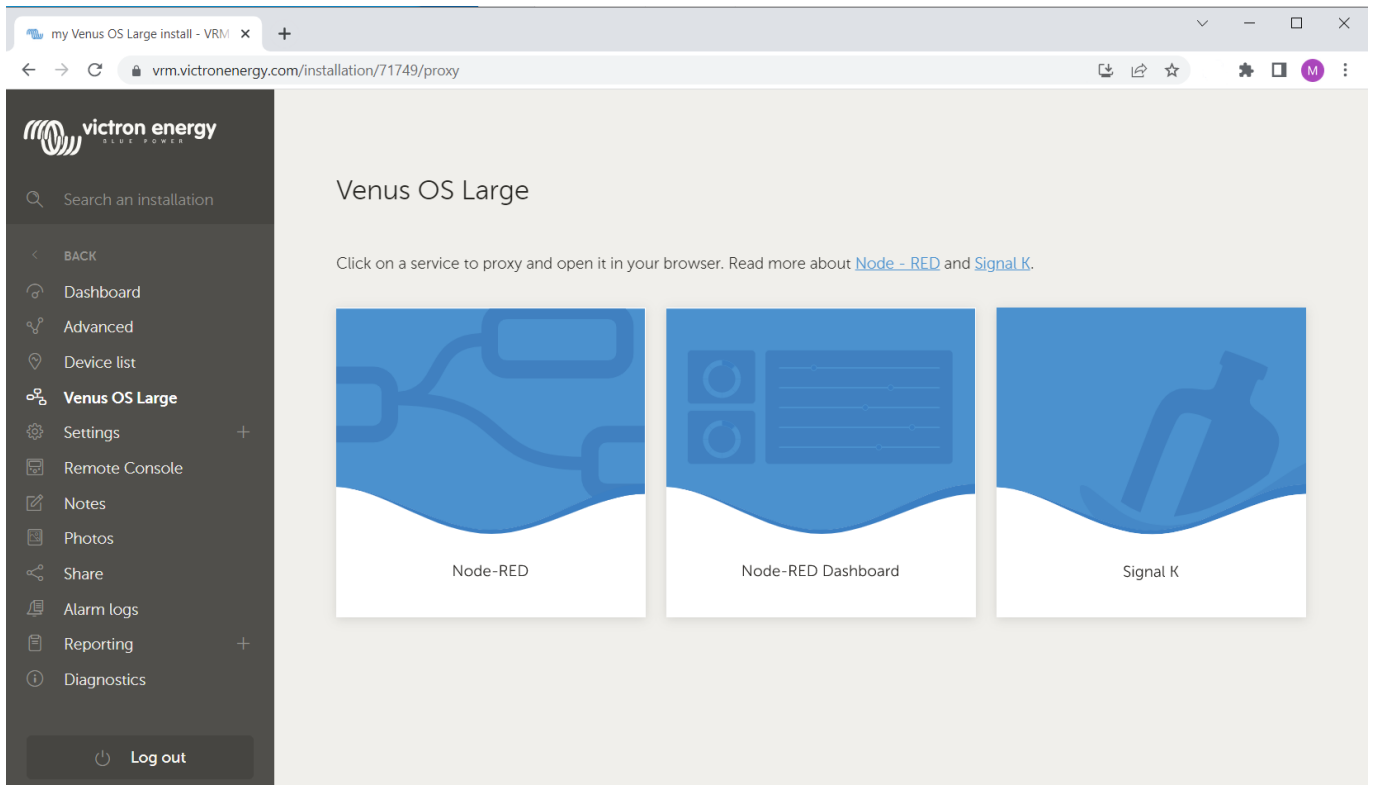 my Venus OS Large install - VRM
vrm.victronenergy.com/installation/71749/proxy
M
victron energy
BLUE POWER
Search an installation
BACK
Dashboard
Advanced
Device list
Venus OS Large
Settings
Remote Console
Notes
Photos
Share
Alarm logs
Reporting
Diagnostics
Log out
Venus OS Large
Click on a service to proxy and open it in your browser. Read more about Node - RED and Signal K.
Node-RED
Node-RED Dashboard
Signal K